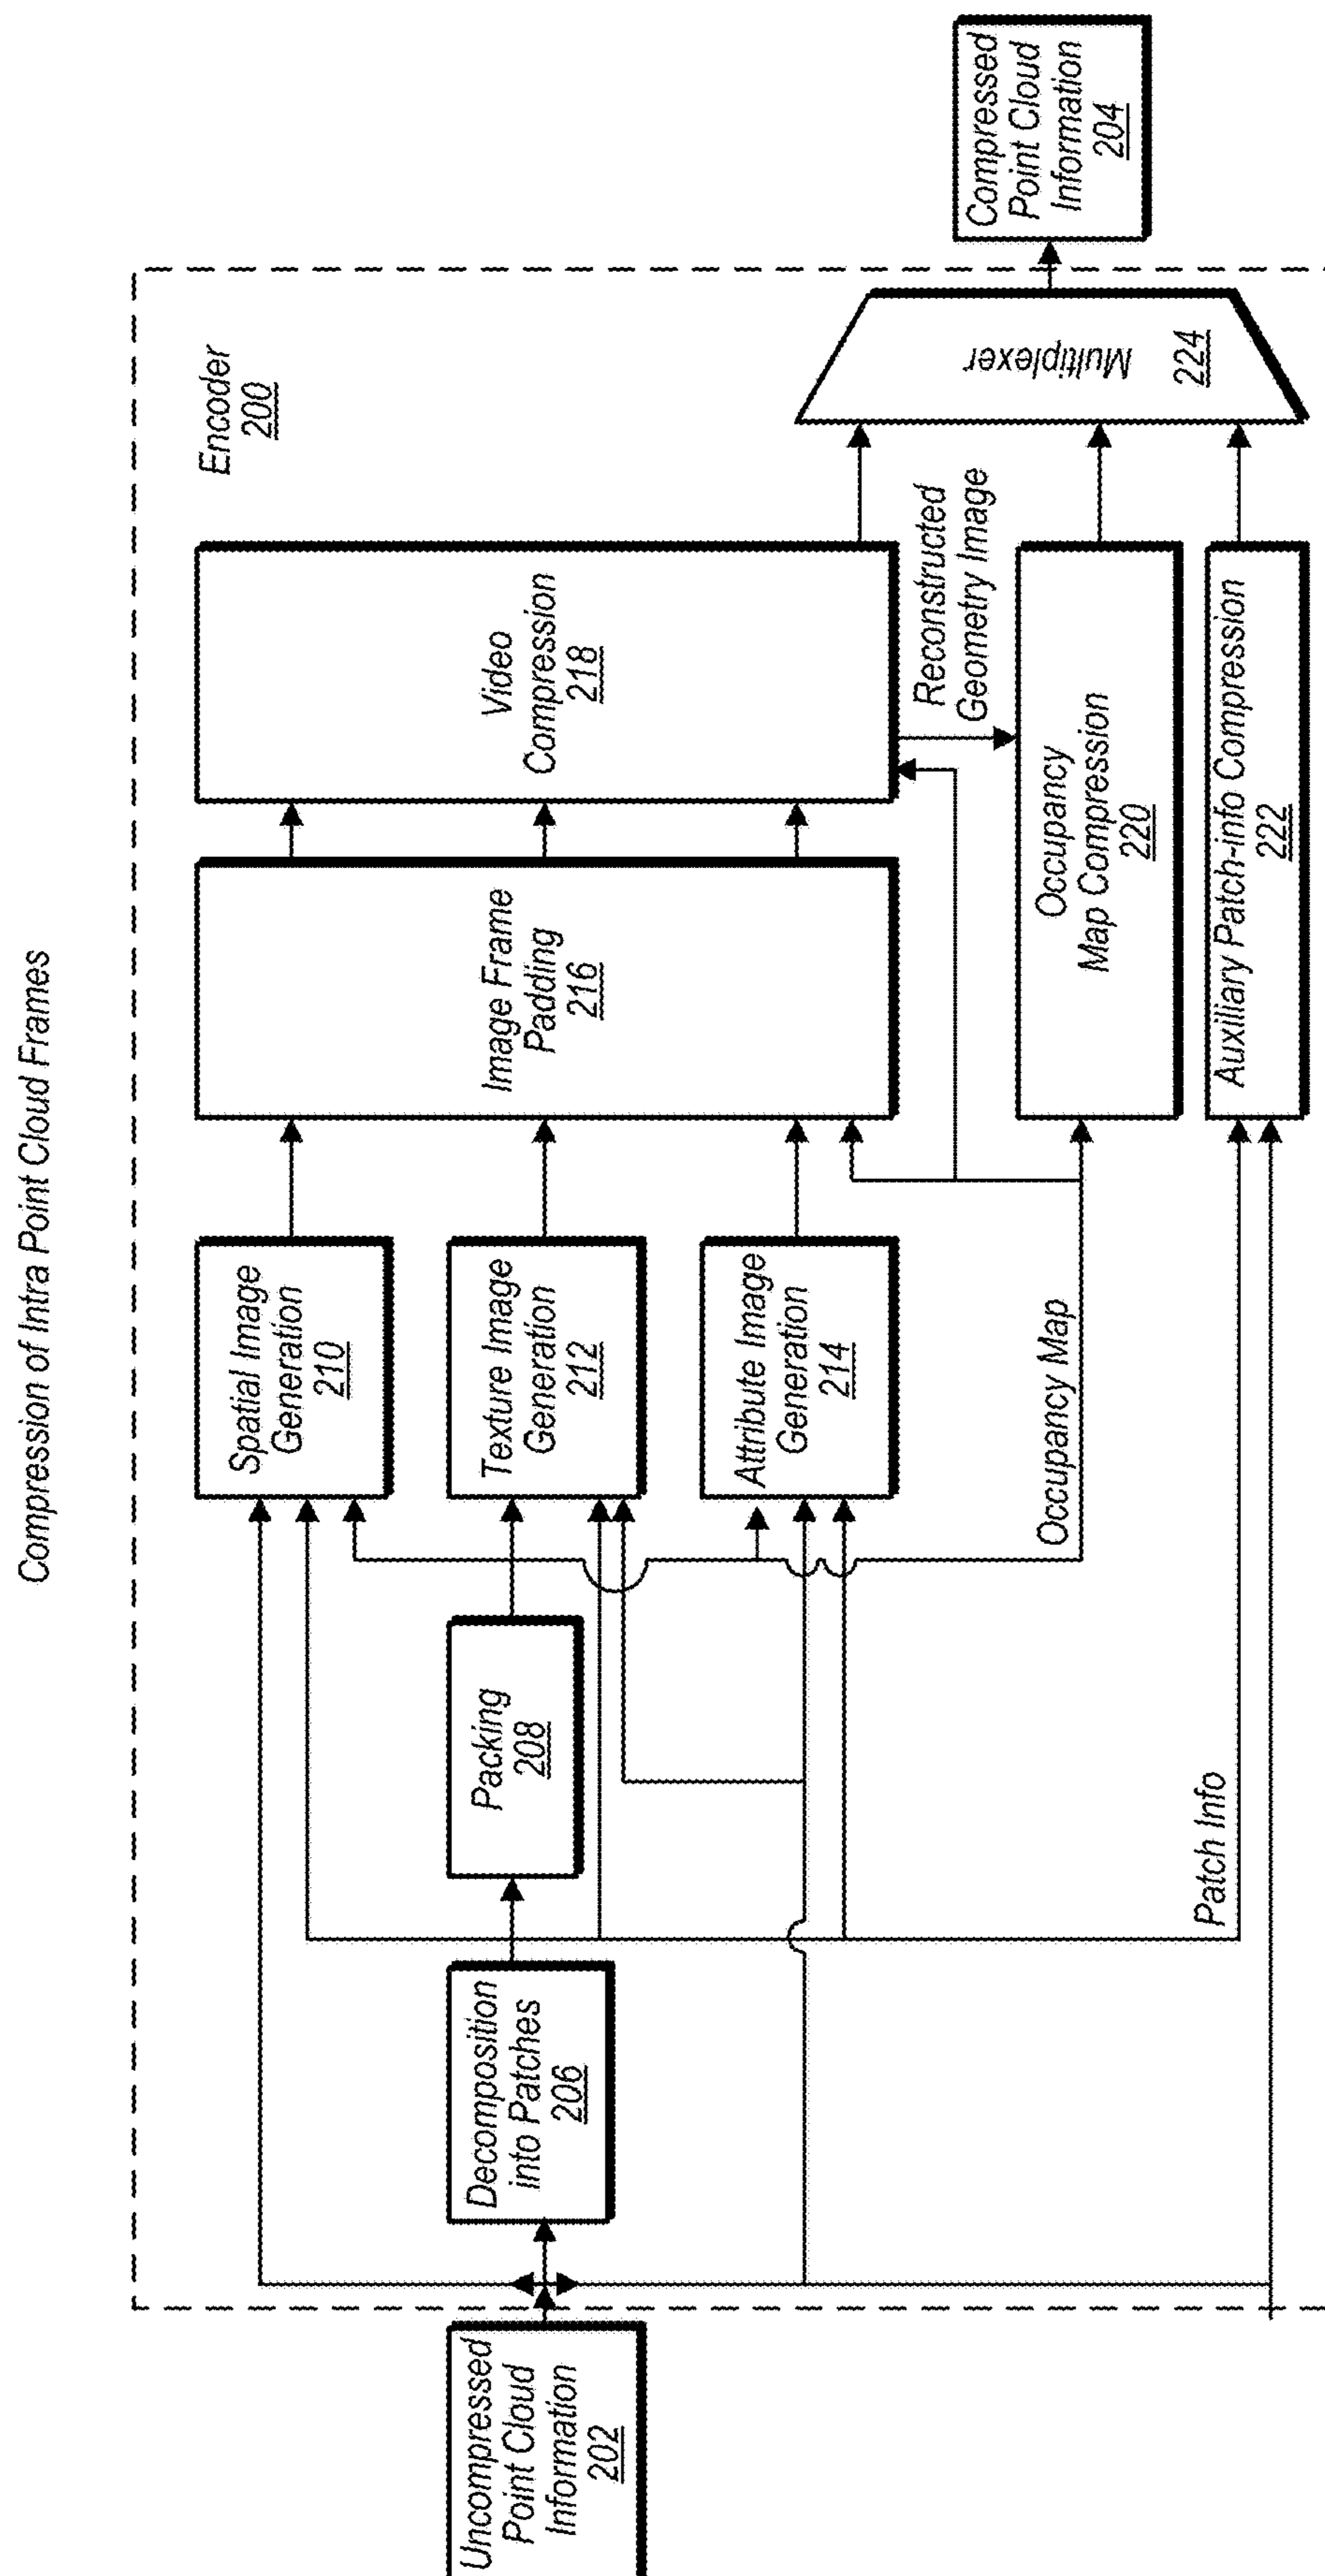 Compression of Intra Point Cloud Frames
Uncompressed
Point Cloud
Information
202
Decomposition
into Patches
206
Packing
208
Spatial Image
Generation
210
Texture Image
Generation
212
Attribute Image
Generation
214
Patch Info
Occupancy Map
Image Frame
Padding
216
Video
Compression
218
Reconstructed
Geometry Image
Occupancy
Map Compression
220
Auxiliary Patch-info Compression
222
Encoder
200
Multiplexer
224
Compressed
Point Cloud
Information
204